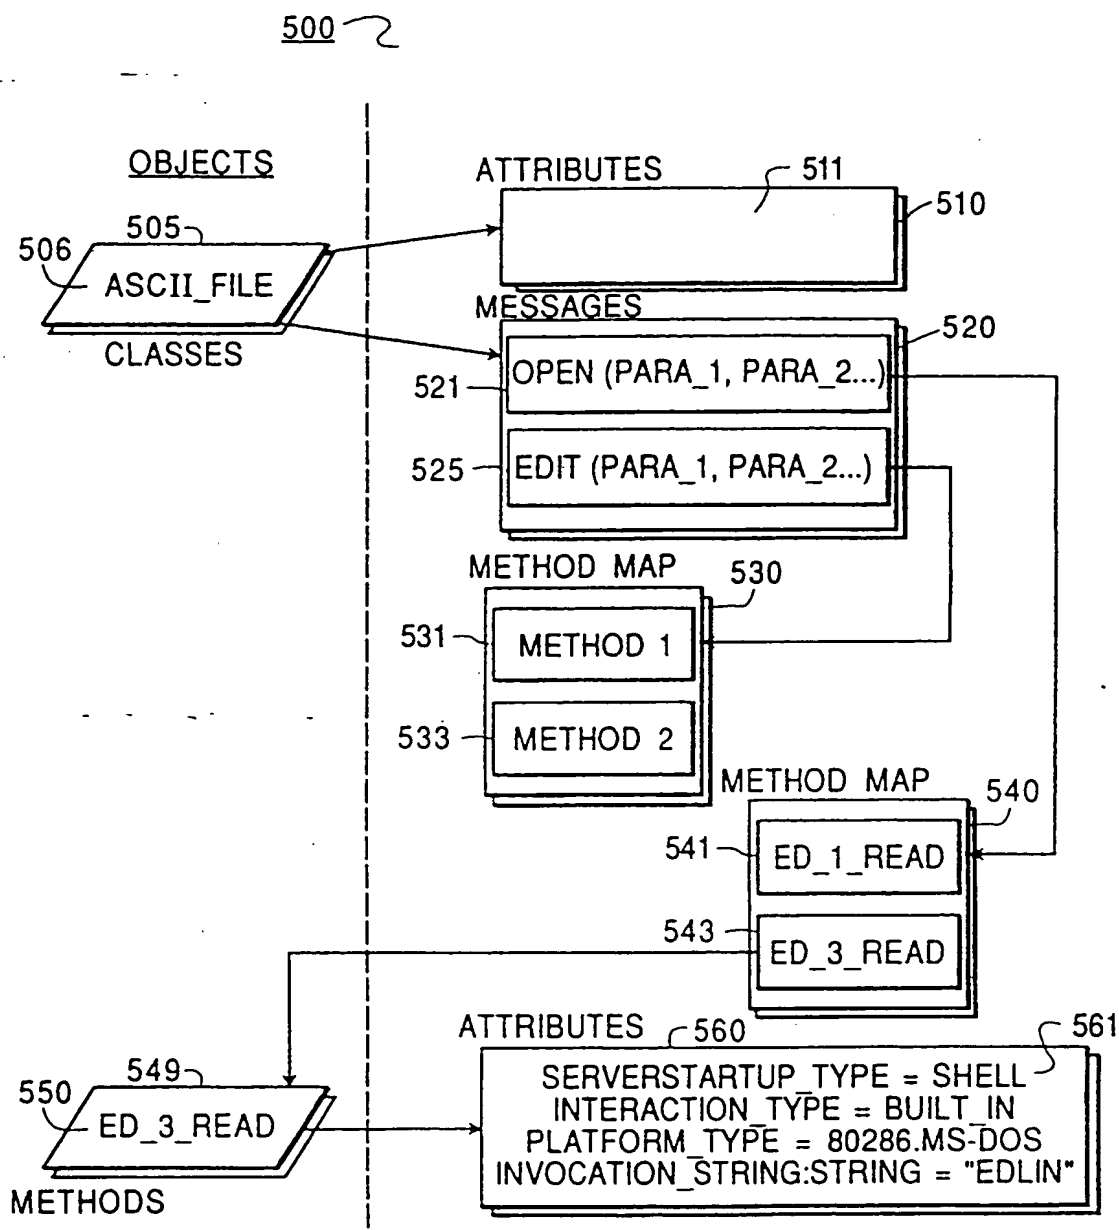 500
OBJECTS
ATTRIBUTES
511
510
505
506
ASCII_FILE
CLASSES
MESSAGES
520
521
OPEN (PARA_1, PARA_2...)
525
EDIT (PARA_1, PARA_2...)
METHOD MAP
530
531
METHOD 1
533
METHOD 2
METHOD MAP
540
541
ED_1_READ
543
ED_3_READ
ATTRIBUTES
560
561
549
550
ED_3_READ
METHODS
SERVERSTARTUP_TYPE = SHELL
INTERACTION_TYPE = BUILT_IN
PLATFORM_TYPE = 80286.MS-DOS
INVOCATION_STRING:STRING = "EDLIN"